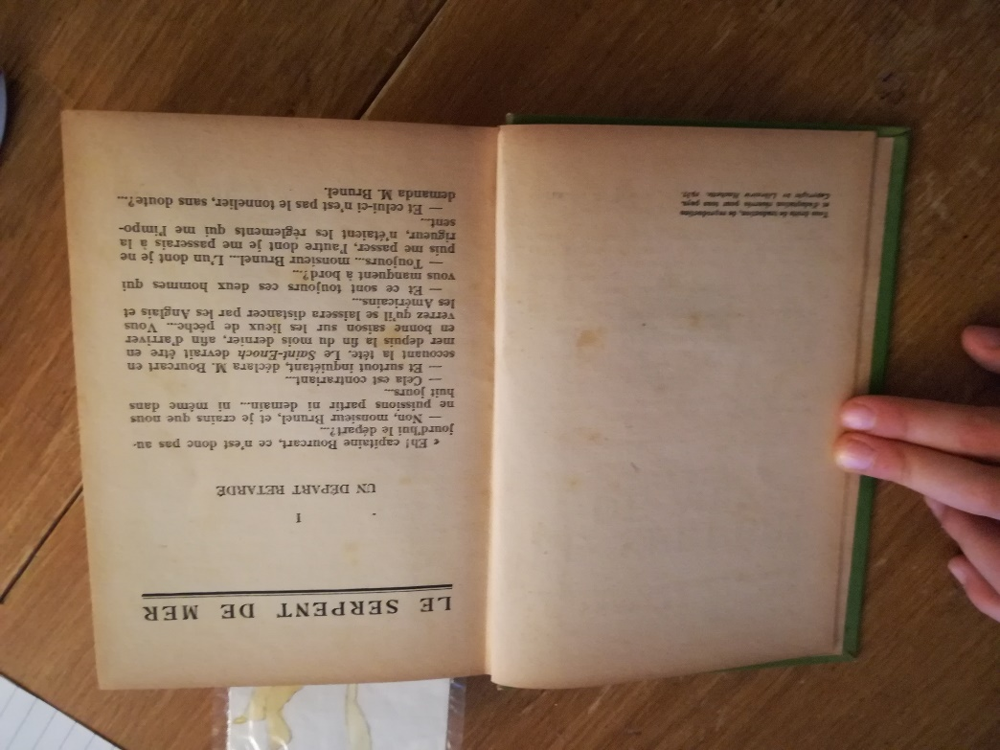 Tous droits de traduction, de reproduction
et d'adaptation réservés pour tous pays.
Copyright by Librairie Hachette,
LE SERPENT DE MER
I
UN DÉPART RETARDÉ
« Eh! capitaine Bourcart, ce n'est donc pas au-
jourd'hui le départ?...
— Non, monsieur Brunel, et je crains que nous
ne puissions partir ni demain... ni même dans
huit jours...
— Cela est contrariant...
— Et surtout inquiétant, déclara M. Bourcart en
secouant la tête. Le Saint-Enoch devrait être en
mer depuis la fin du mois dernier, afin d'arriver
en bonne saison sur les lieux de pêche... Vous
verrez qu'il se laissera distancer par les Anglais et
les Américains...
— Et ce sont toujours ces deux hommes qui
vous manquent à bord?...
— Toujours... monsieur Brunel... L'un dont je ne
puis me passer, l'autre dont je me passerais à la
rigueur, n'étaient les règlements qui me l'impo-
sent...
— Et celui-ci n'est pas le tonnelier, sans doute?...
demanda M. Brunel.